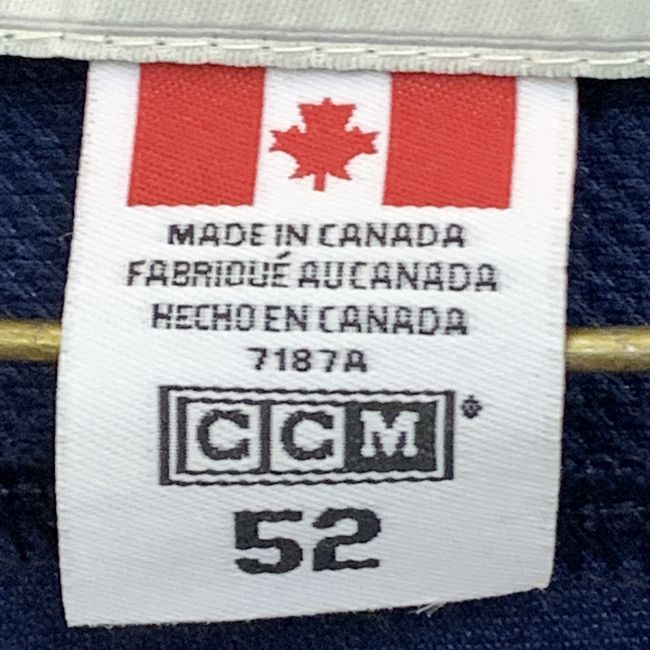 MADE IN CANADA
FABRIQUÉ AU CANADA
HECHO EN CANADA
7187A
CCM®
52